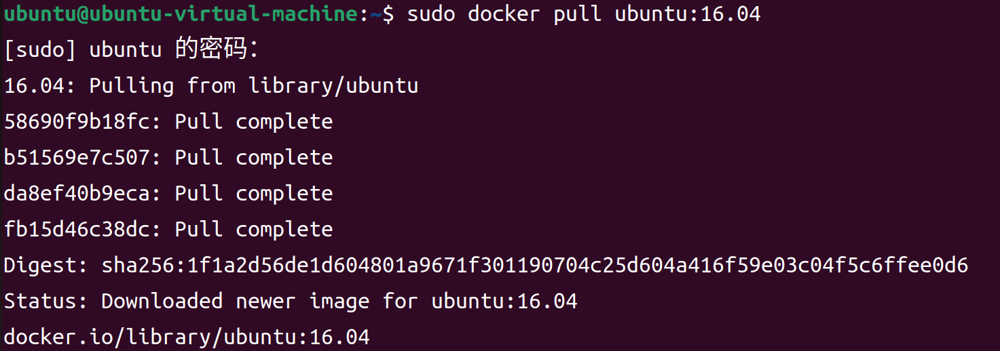 ubuntu@ubuntu-virtual-machine:~$ sudo docker pull ubuntu:16.04
[sudo] ubuntu 的密码：
16.04: Pulling from library/ubuntu
58690f9b18fc: Pull complete
b51569e7c507: Pull complete
da8ef40b9eca: Pull complete
fb15d46c38dc: Pull complete
Digest: sha256:1f1a2d56de1d604801a9671f301190704c25d604a416f59e03c04f5c6ffee0d6
Status: Downloaded newer image for ubuntu:16.04
docker.io/library/ubuntu:16.04